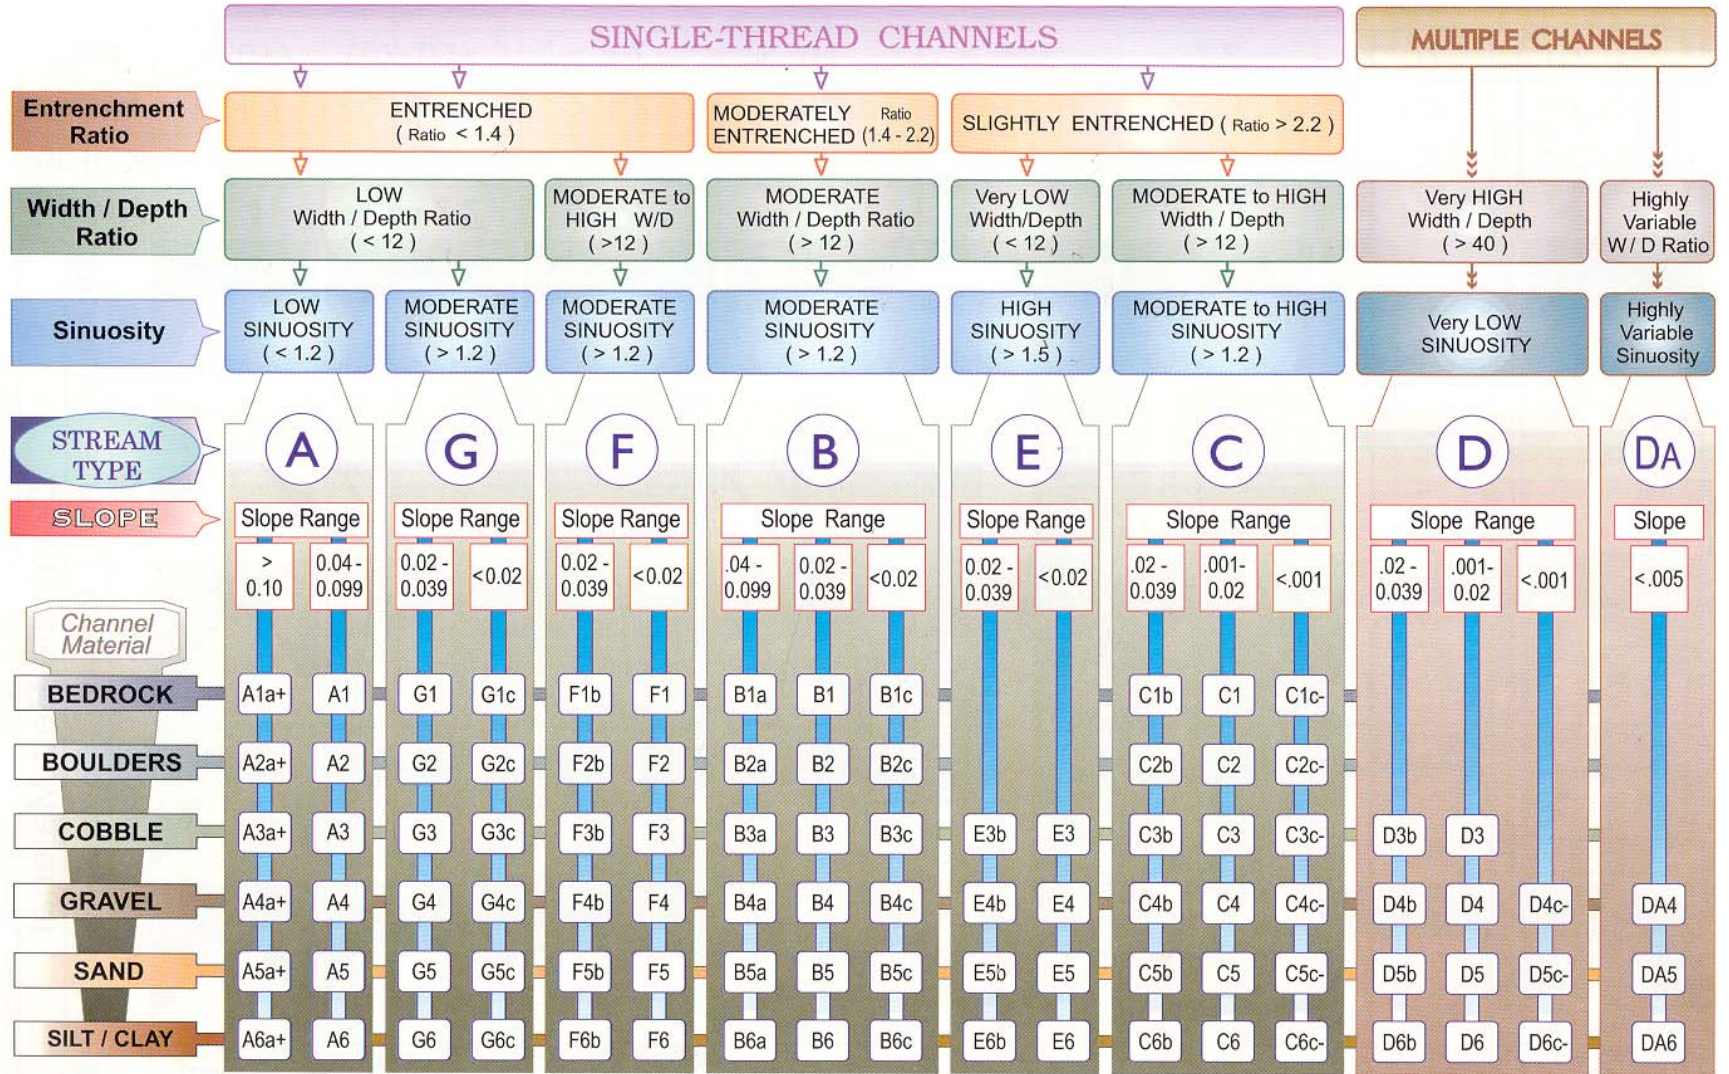 SINGLE-THREAD CHANNELS
MULTIPLE CHANNELS
Entrenchment
Ratio
ENTRENCHED
( Ratio < 1.4 )
MODERATELY Ratio
ENTRENCHED (1.4 - 2.2)
SLIGHTLY ENTRENCHED ( Ratio > 2.2 )
Width / Depth
Ratio
LOW
Width / Depth Ratio
( < 12 )
MODERATE to
HIGH W/D
( >12 )
MODERATE
Width / Depth Ratio
( > 12 )
Very LOW
Width/Depth
( < 12 )
MODERATE to HIGH
Width / Depth
( > 12 )
Very HIGH
Width / Depth
( > 40 )
Highly
Variable
W / D Ratio
Sinuosity
LOW
SINUOSITY
( < 1.2 )
MODERATE
SINUOSITY
( > 1.2 )
MODERATE
SINUOSITY
( > 1.2 )
MODERATE
SINUOSITY
( > 1.2 )
HIGH
SINUOSITY
( > 1.5 )
MODERATE to HIGH
SINUOSITY
( > 1.2 )
Very LOW
SINUOSITY
Highly
Variable
Sinuosity
STREAM
TYPE
A G F B E C D DA
SLOPE
Slope Range Slope Range Slope Range Slope Range Slope Range Slope Range Slope Range Slope
>
0.10
0.04 -
0.099
0.02 -
0.039
<0.02
0.02 -
0.039
<0.02
.04 -
0.099
0.02 -
0.039
<0.02
0.02 -
0.039
<0.02
.02 -
0.039
.001-
0.02
<.001
.02 -
0.039
.001-
0.02
<.001
<.005
Channel
Material
BEDROCK A1a+ A1 G1 G1c F1b F1 B1a B1 B1c C1b C1 C1c-
BOULDERS A2a+ A2 G2 G2c F2b F2 B2a B2 B2c C2b C2 C2c-
COBBLE A3a+ A3 G3 G3c F3b F3 B3a B3 B3c E3b E3 C3b C3 C3c- D3b D3
GRAVEL A4a+ A4 G4 G4c F4b F4 B4a B4 B4c E4b E4 C4b C4 C4c- D4b D4 D4c- DA4
SAND A5a+ A5 G5 G5c F5b F5 B5a B5 B5c E5b E5 C5b C5 C5c- D5b D5 D5c- DA5
SILT / CLAY A6a+ A6 G6 G6c F6b F6 B6a B6 B6c E6b E6 C6b C6 C6c- D6b D6 D6c- DA6